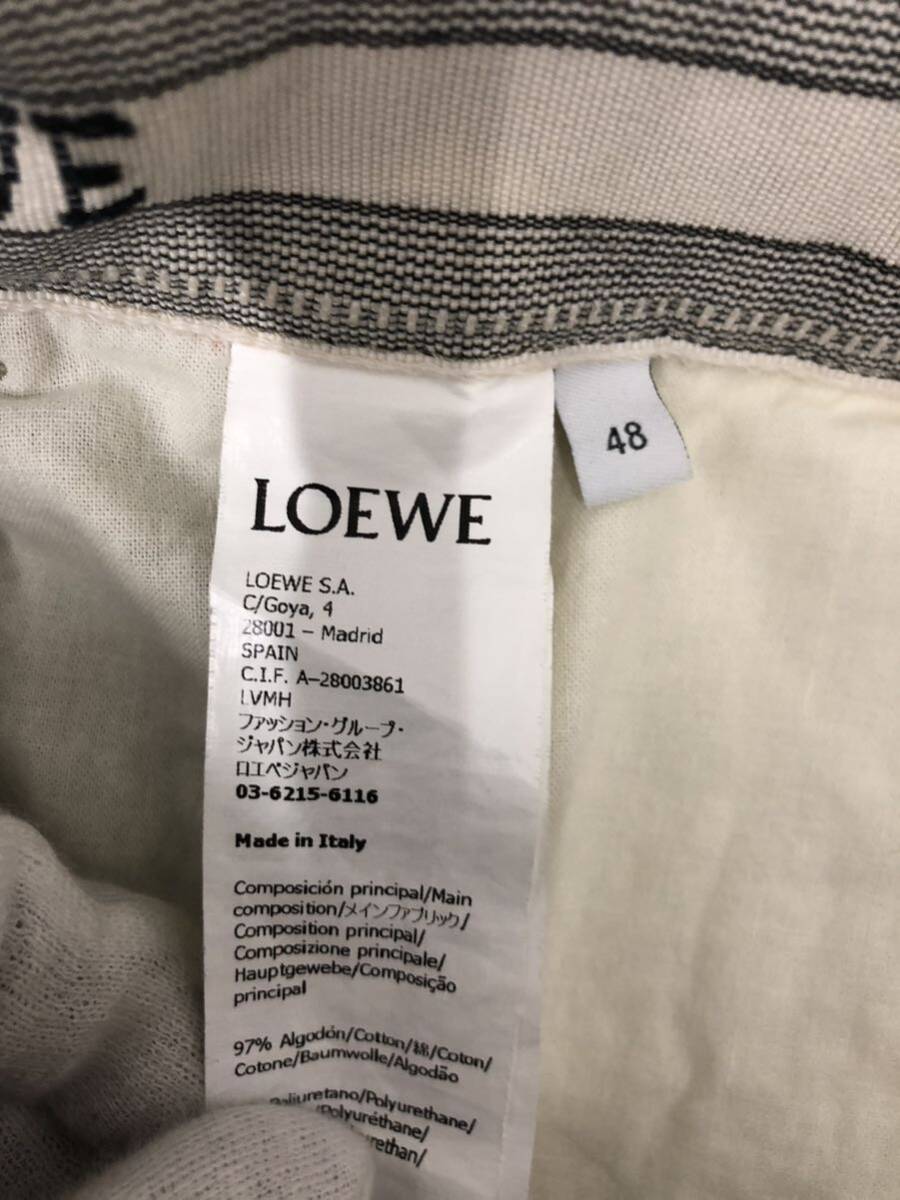 48
LOEWE
LOEWE S.A.
C/Goya, 4
28001 – Madrid
SPAIN
C.I.F. A–28003861
LVMH
ファッション・グループ・
ジャパン株式会社
ロエベジャパン
03-6215-6116
Made in Italy
Composición principal/Main
composition/メインファブリック/
Composition principal/
Composizione principale/
Hauptgewebe/Composição
principal
97% Algodón/Cotton/綿/Coton/
Cotone/Baumwolle/Algodão
/Polyurethane/
/Polyuréthane/